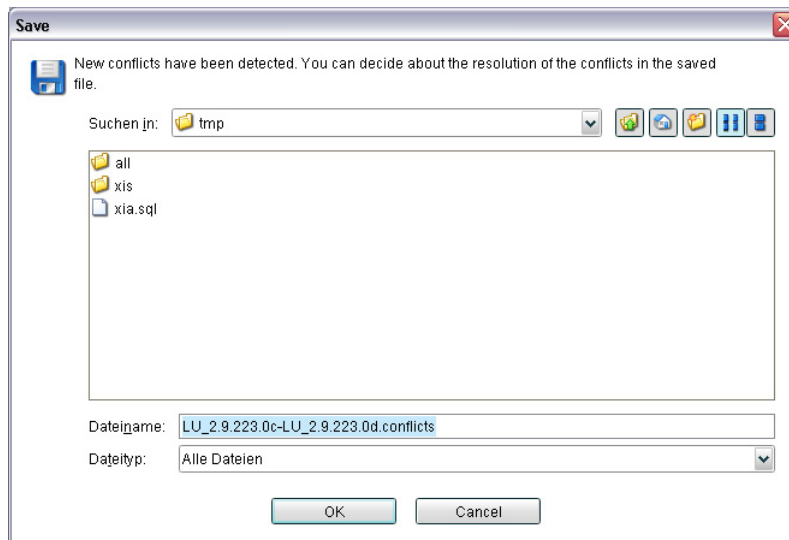 Save
New conflicts have been detected. You can decide about the resolution of the conflicts in the saved
file.
Suchen in: tmp
all
xis
xia.sql
Dateiname: LU_2.9.223.0c-LU_2.9.223.0d.conflicts
Dateityp: Alle Dateien
OK Cancel